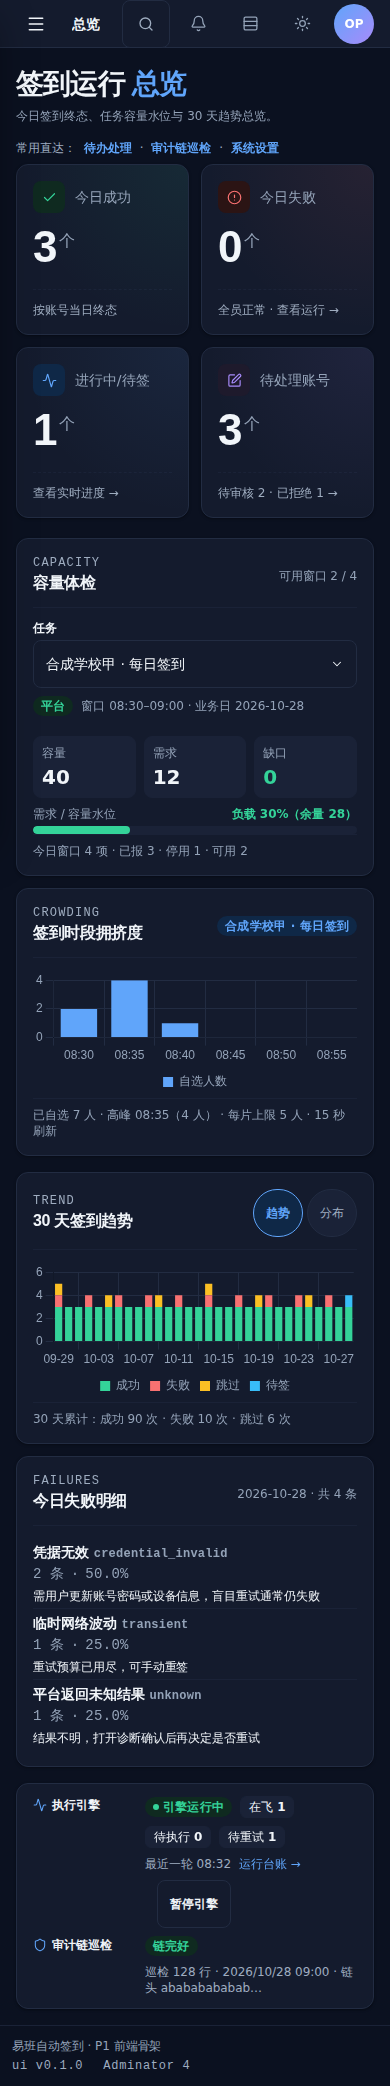 总览
OP
签到运行 总览
今日签到终态、任务容量水位与 30 天趋势总览。
常用直达： 待办处理 · 审计链巡检 · 系统设置
今日成功
3 个
按账号当日终态
今日失败
0 个
全员正常 · 查看运行 →
进行中/待签
1 个
查看实时进度 →
待处理账号
3 个
待审核 2 · 已拒绝 1 →
CAPACITY
容量体检
可用窗口 2 / 4
任务
合成学校甲 · 每日签到
平台 窗口 08:30–09:00 · 业务日 2026-10-28
容量
40
需求
12
缺口
0
需求 / 容量水位 负载 30%（余量 28）
今日窗口 4 项 · 已报 3 · 停用 1 · 可用 2
CROWDING
签到时段拥挤度
合成学校甲 · 每日签到
4
2
0
08:30 08:35 08:40 08:45 08:50 08:55
自选人数
已自选 7 人 · 高峰 08:35（4 人） · 每片上限 5 人 · 15 秒
刷新
TREND
30 天签到趋势
趋势 分布
6
4
2
0
09-29 10-03 10-07 10-11 10-15 10-19 10-23 10-27
成功 失败 跳过 待签
30 天累计：成功 90 次 · 失败 10 次 · 跳过 6 次
FAILURES
今日失败明细
2026-10-28 · 共 4 条
凭据无效 credential_invalid
2 条 · 50.0%
需用户更新账号密码或设备信息，盲目重试通常仍失败
临时网络波动 transient
1 条 · 25.0%
重试预算已用尽，可手动重签
平台返回未知结果 unknown
1 条 · 25.0%
结果不明，打开诊断确认后再决定是否重试
执行引擎
引擎运行中 在飞 1
待执行 0 待重试 1
最近一轮 08:32 运行台账 →
暂停引擎
审计链巡检
链完好
巡检 128 行 · 2026/10/28 09:00 · 链
头 abababababab…
易班自动签到 · P1 前端骨架
ui v0.1.0 Adminator 4